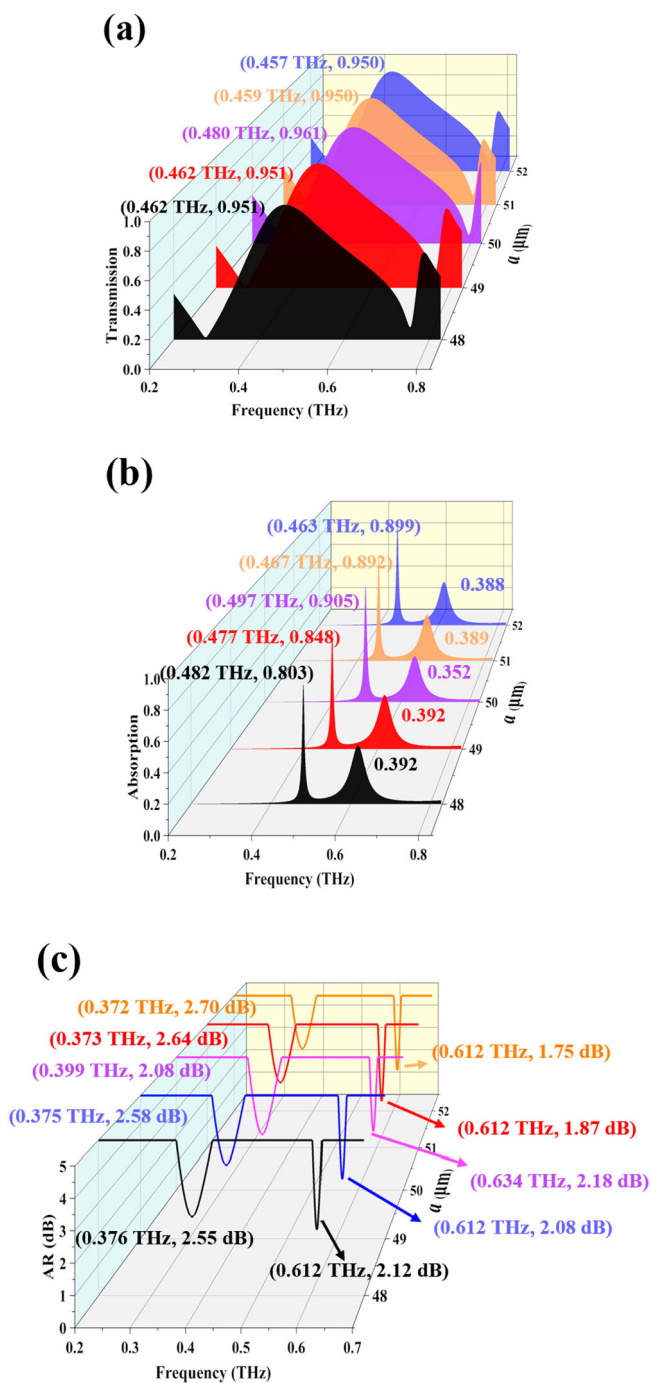 (a)
(0.457 THz, 0.950)
(0.459 THz, 0.950)
(0.480 THz, 0.961)
(0.462 THz, 0.951)
(0.462 THz, 0.951)
1.0
0.8
0.6
0.4
0.2
0.0
Transmission
0.2
0.4
0.6
0.8
Frequency (THz)
52
51
50
49
48
a (μm)
(b)
(0.463 THz, 0.899)
(0.467 THz, 0.892)
(0.497 THz, 0.905)
(0.477 THz, 0.848)
(0.482 THz, 0.803)
0.388
0.389
0.352
0.392
0.392
1.0
0.8
0.6
0.4
0.2
0.0
Absorption
0.2
0.4
0.6
0.8
Frequency (THz)
52
51
50
49
48
a (μm)
(c)
(0.372 THz, 2.70 dB)
(0.373 THz, 2.64 dB)
(0.399 THz, 2.08 dB)
(0.375 THz, 2.58 dB)
(0.376 THz, 2.55 dB)
(0.612 THz, 1.75 dB)
(0.612 THz, 1.87 dB)
(0.634 THz, 2.18 dB)
(0.612 THz, 2.08 dB)
(0.612 THz, 2.12 dB)
5
4
3
2
1
0
AR (dB)
0.2
0.3
0.4
0.5
0.6
0.7
Frequency (THz)
52
51
50
49
48
a (μm)